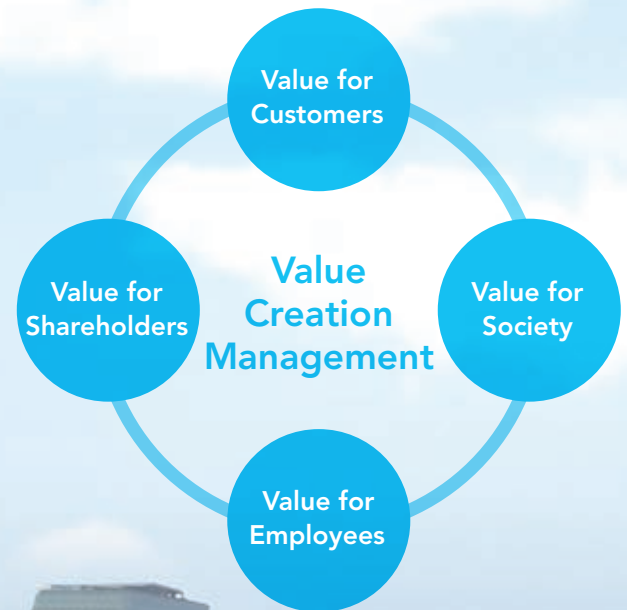 Value for
Customers
Value for
Shareholders
Value
Creation
Management
Value for
Society
Value for
Employees